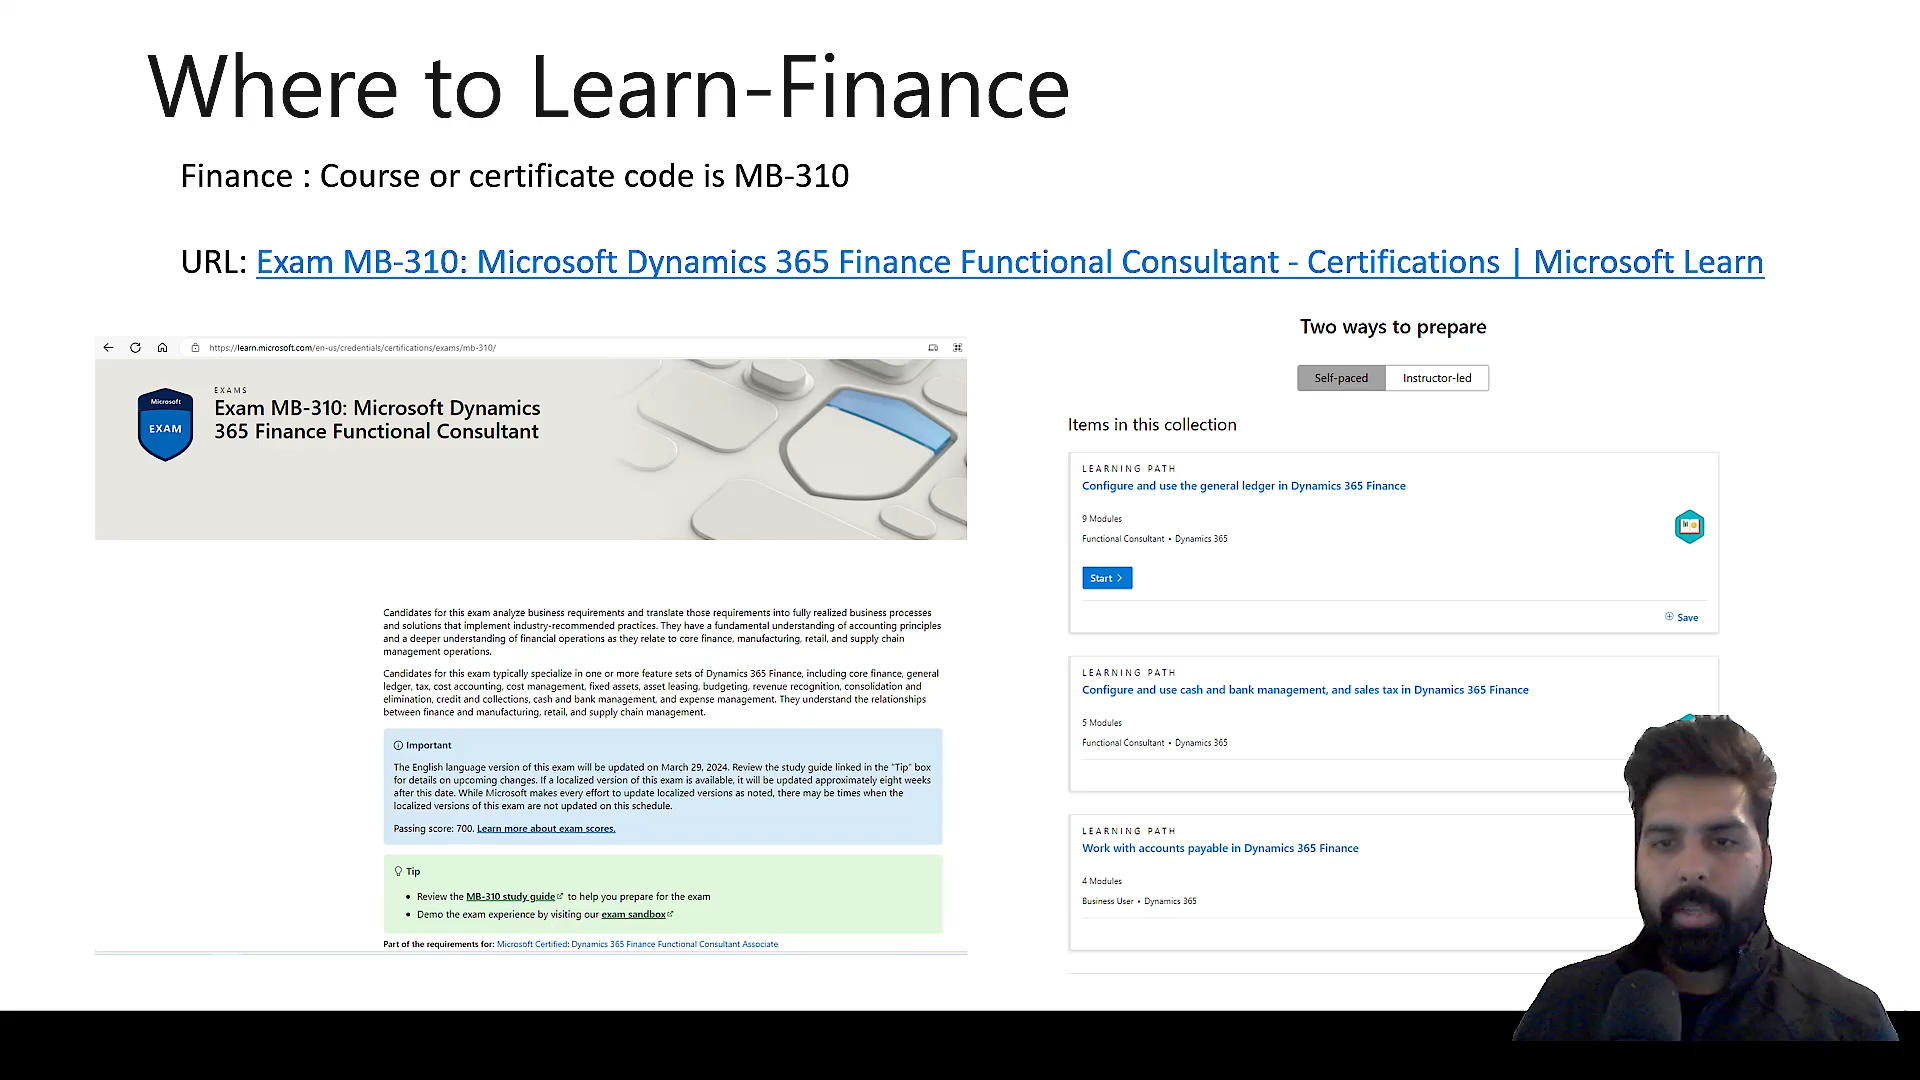 Where to Learn-Finance
Finance : Course or certificate code is MB-310
URL: Exam MB-310: Microsoft Dynamics 365 Finance Functional Consultant - Certifications | Microsoft Learn
https://learn.microsoft.com/en-us/credentials/certifications/exams/mb-310/
Microsoft
EXAM
EXAMS
Exam MB-310: Microsoft Dynamics
365 Finance Functional Consultant
Candidates for this exam analyze business requirements and translate those requirements into fully realized business processes
and solutions that implement industry-recommended practices. They have a fundamental understanding of accounting principles
and a deeper understanding of financial operations as they relate to core finance, manufacturing, retail, and supply chain
management operations.
Candidates for this exam typically specialize in one or more feature sets of Dynamics 365 Finance, including core finance, general
ledger, tax, cost accounting, cost management, fixed assets, asset leasing, budgeting, revenue recognition, consolidation and
elimination, credit and collections, cash and bank management, and expense management. They understand the relationships
between finance and manufacturing, retail, and supply chain management.
Important
The English language version of this exam will be updated on March 29, 2024. Review the study guide linked in the “Tip” box
for details on upcoming changes. If a localized version of this exam is available, it will be updated approximately eight weeks
after this date. While Microsoft makes every effort to update localized versions as noted, there may be times when the
localized versions of this exam are not updated on this schedule.
Passing score: 700. Learn more about exam scores.
Tip
• Review the MB-310 study guide to help you prepare for the exam
• Demo the exam experience by visiting our exam sandbox
Part of the requirements for: Microsoft Certified: Dynamics 365 Finance Functional Consultant Associate
Two ways to prepare
Self-paced
Instructor-led
Items in this collection
LEARNING PATH
Configure and use the general ledger in Dynamics 365 Finance
9 Modules
Functional Consultant • Dynamics 365
Start
Save
LEARNING PATH
Configure and use cash and bank management, and sales tax in Dynamics 365 Finance
5 Modules
Functional Consultant • Dynamics 365
LEARNING PATH
Work with accounts payable in Dynamics 365 Finance
4 Modules
Business User • Dynamics 365